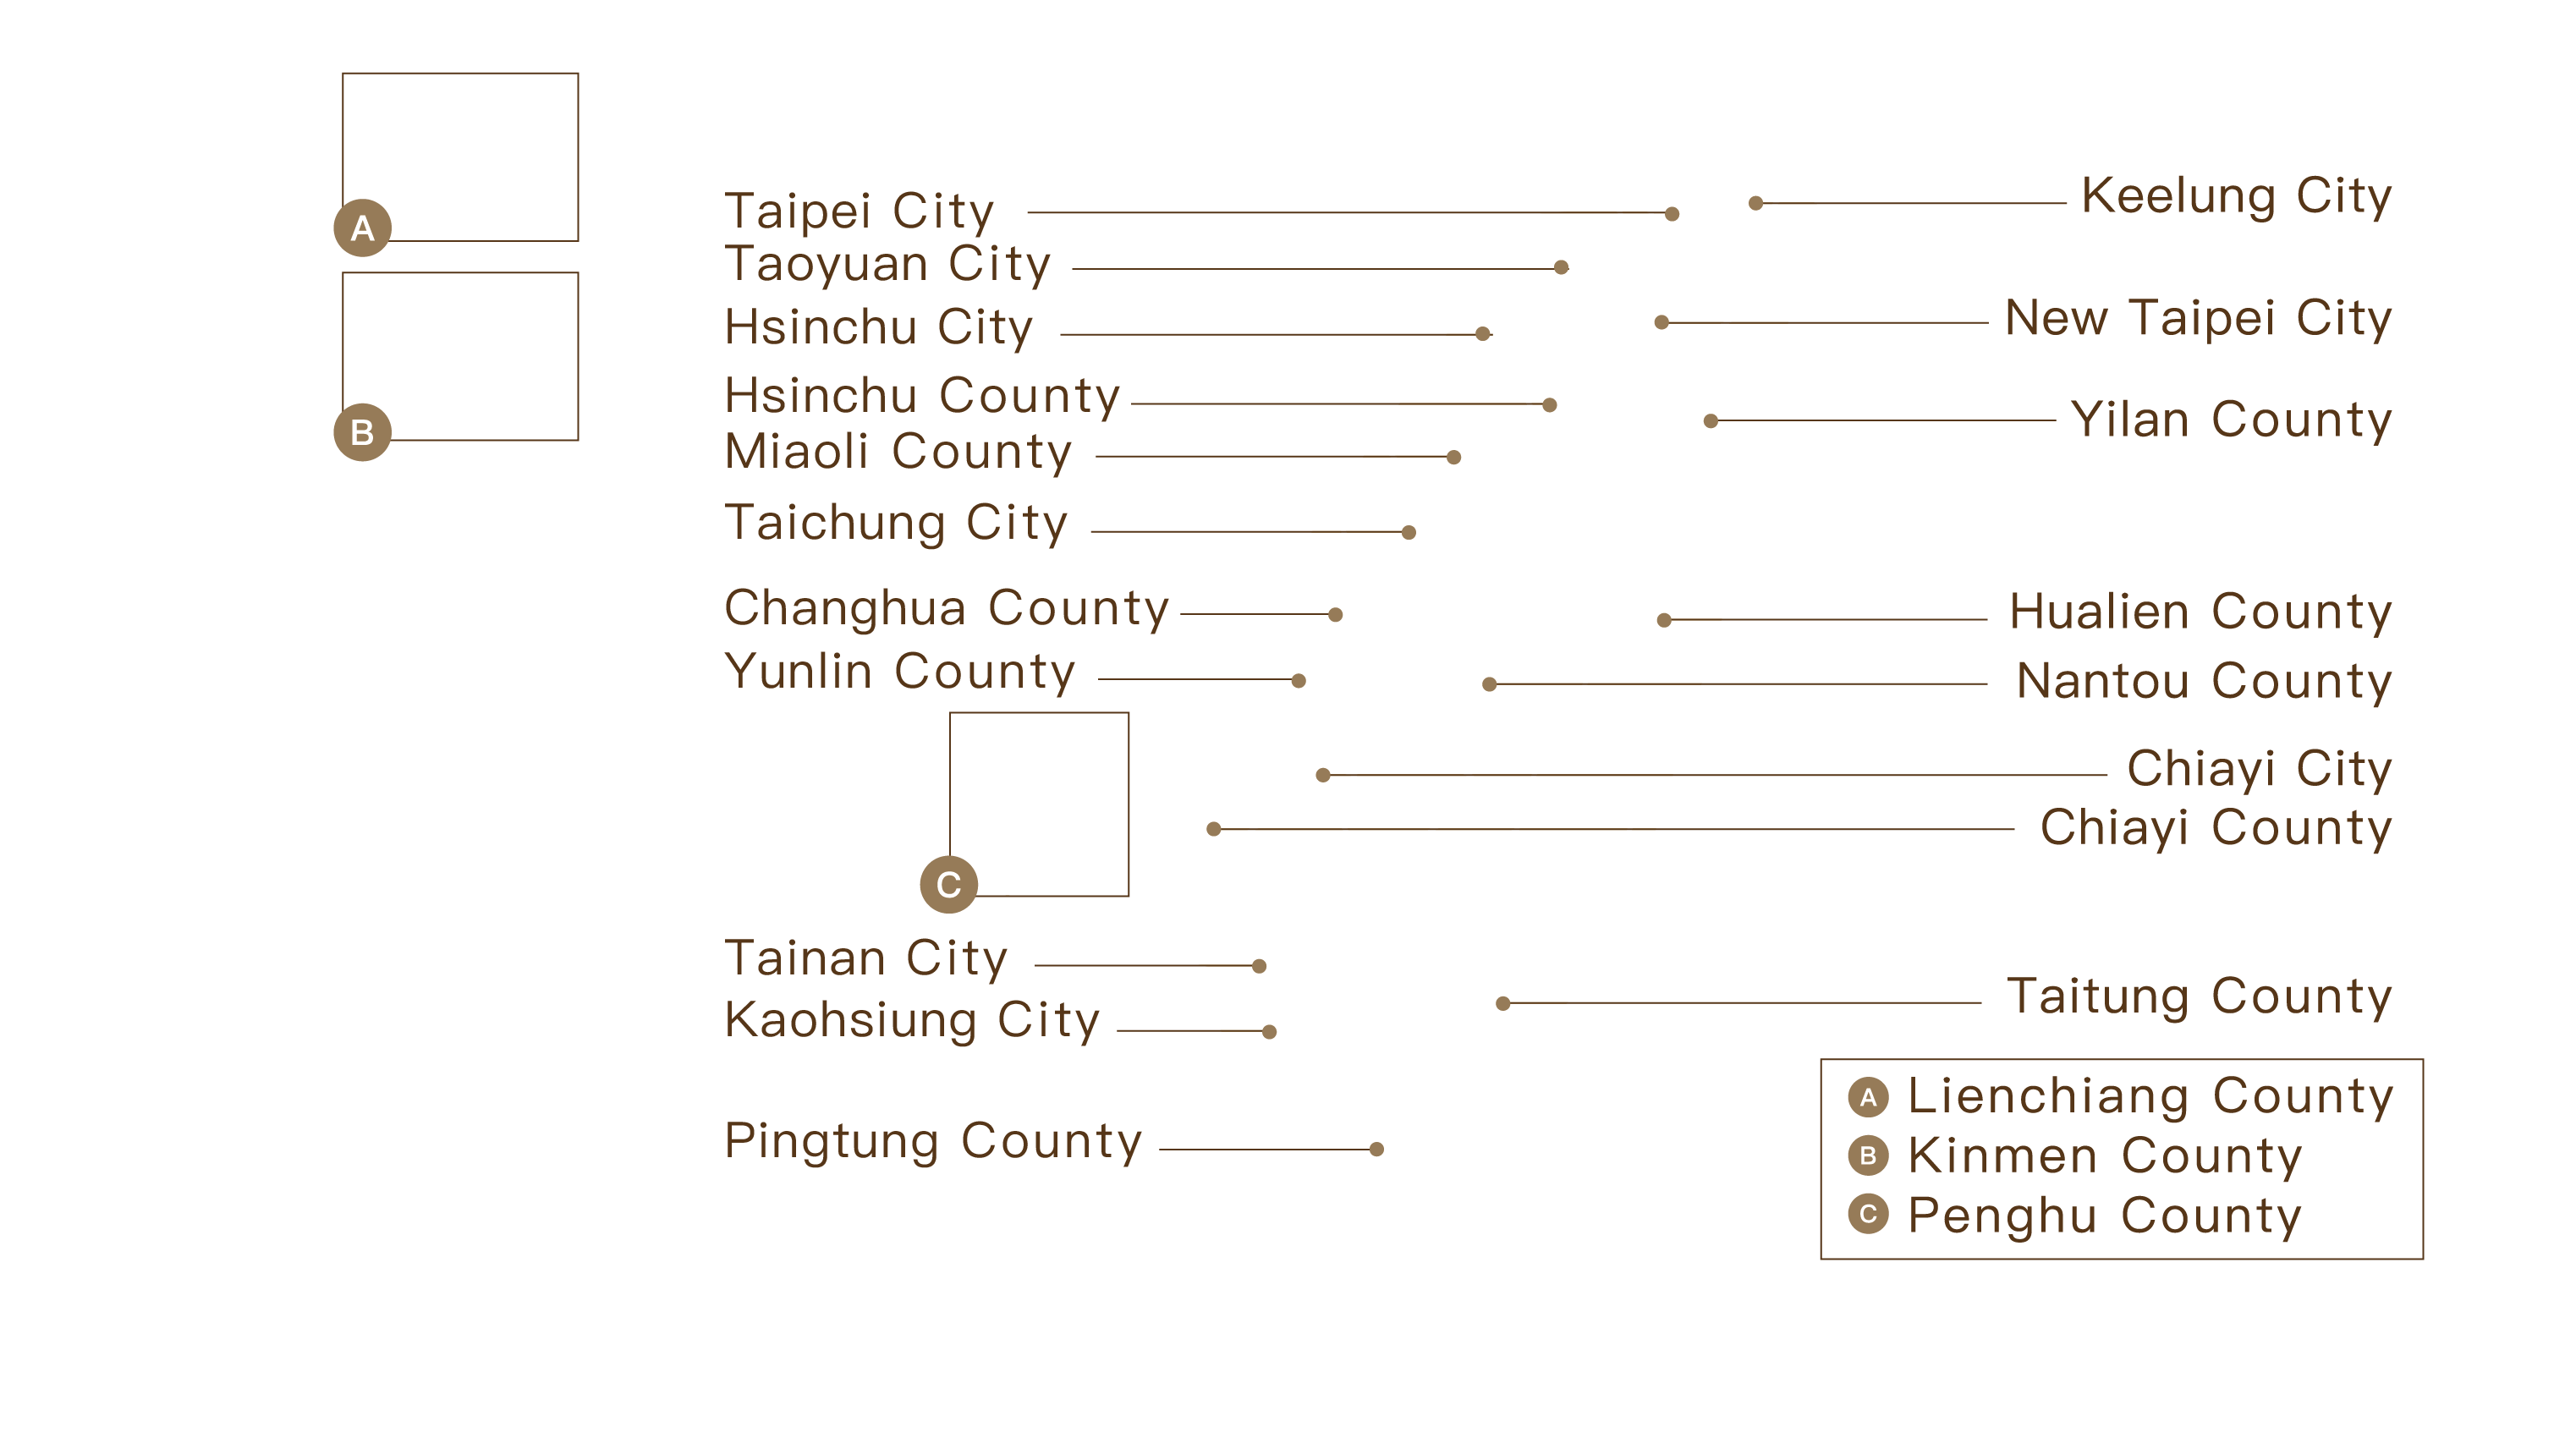 A
B
Taipei City
Taoyuan City
Hsinchu City
Hsinchu County
Miaoli County
Taichung City
Changhua County
Yunlin County
C
Tainan City
Kaohsiung City
Pingtung County
Keelung City
New Taipei City
Yilan County
Hualien County
Nantou County
Chiayi City
Chiayi County
Taitung County
A Lienchiang County
B Kinmen County
C Penghu County